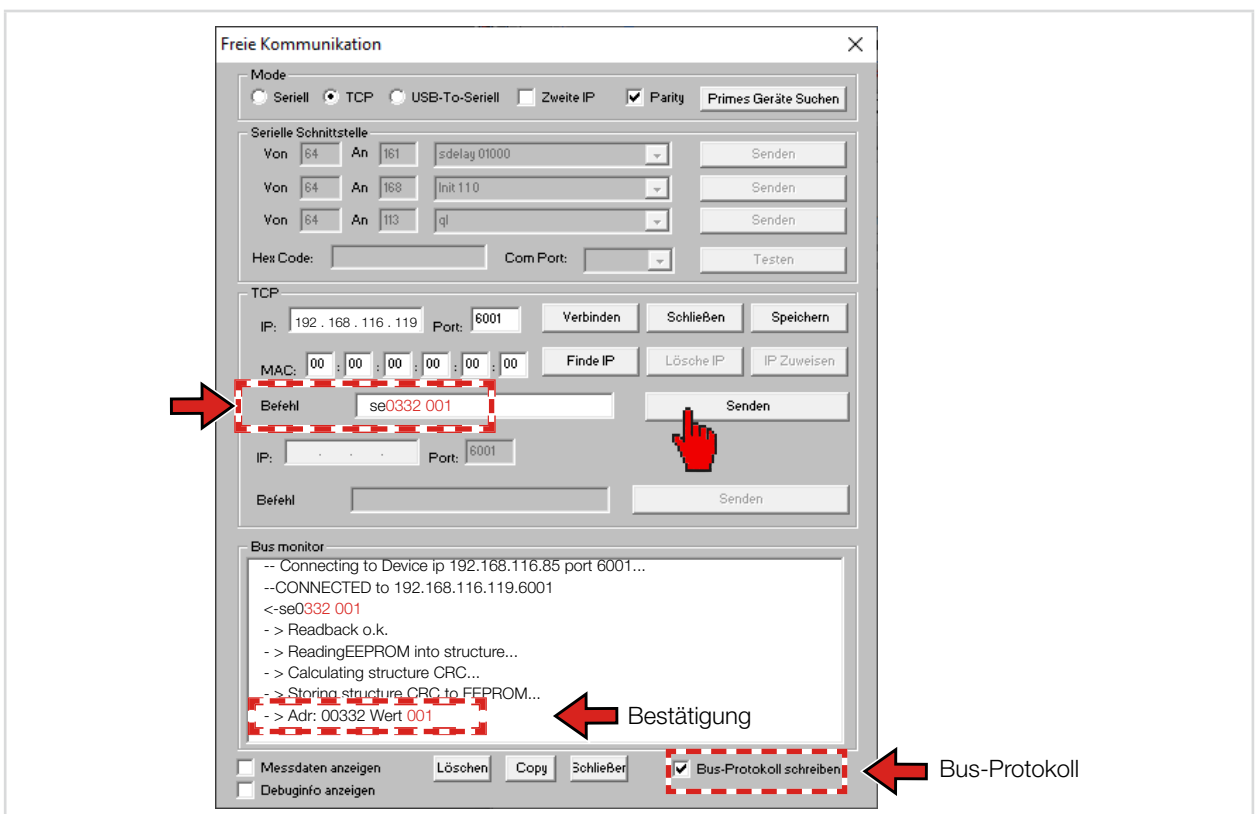 Freie Kommunikation
Mode
Seriell TCP USB-To-Seriell Zweite IP Parity Primes Geräte Suchen
Serielle Schnittstelle
Von 64 An 161 sdelay 01000 Senden
Von 64 An 168 Init 110 Senden
Von 64 An 113 ql Senden
Hex Code: Com Port: Testen
TCP
IP: 192 . 168 . 116 . 119 Port: 6001 Verbinden Schließen Speichern
MAC: 00 : 00 : 00 : 00 : 00 : 00 Finde IP Lösche IP IP Zuweisen
Befehl se0332 001 Senden
IP: . . . Port: 6001
Befehl Senden
Bus monitor
-- Connecting to Device ip 192.168.116.85 port 6001...
--CONNECTED to 192.168.116.119.6001
<-se0332 001
- > Readback o.k.
- > ReadingEEPROM into structure...
- > Calculating structure CRC...
- > Storing structure CRC to EEPROM...
- > Adr: 00332 Wert 001
Bestätigung
Messdaten anzeigen Löschen Copy Schließer Bus-Protokoll schreiben Bus-Protokoll
Debuginfo anzeigen